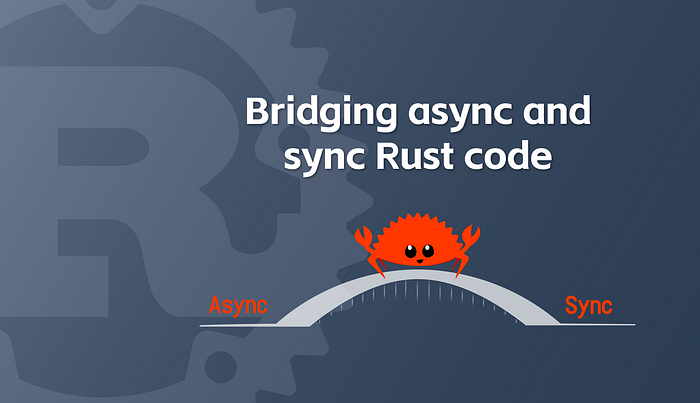 Bridging async and
sync Rust code
Async
Sync
R